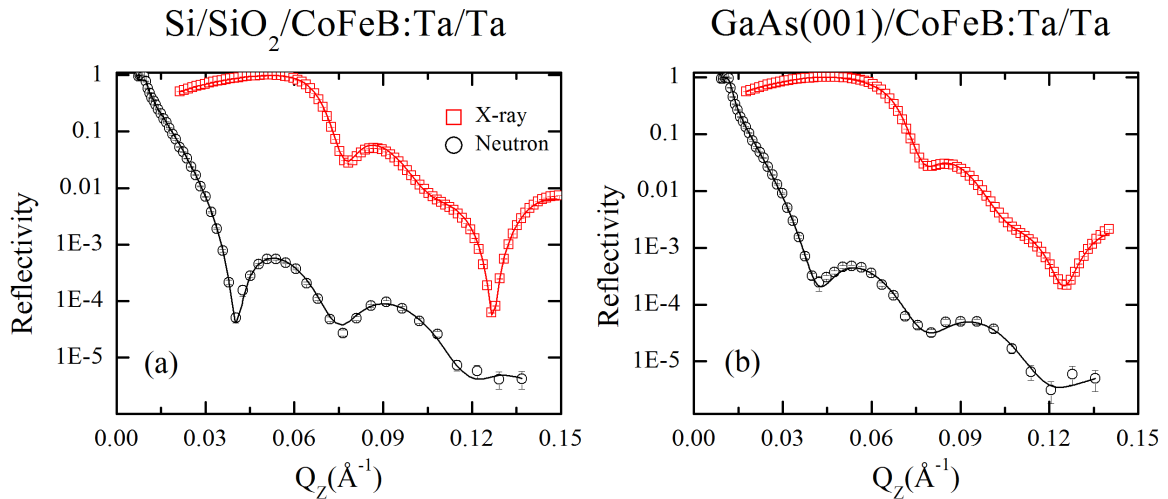 Si/SiO₂/CoFeB:Ta/Ta
GaAs(001)/CoFeB:Ta/Ta
Reflectivity
1
0.1
0.01
1E-3
1E-4
1E-5
X-ray
Neutron
(a)
0.00 0.03 0.06 0.09 0.12 0.15
Q_Z(Å⁻¹)
Reflectivity
1
0.1
0.01
1E-3
1E-4
1E-5
(b)
0.00 0.03 0.06 0.09 0.12 0.15
Q_Z(Å⁻¹)